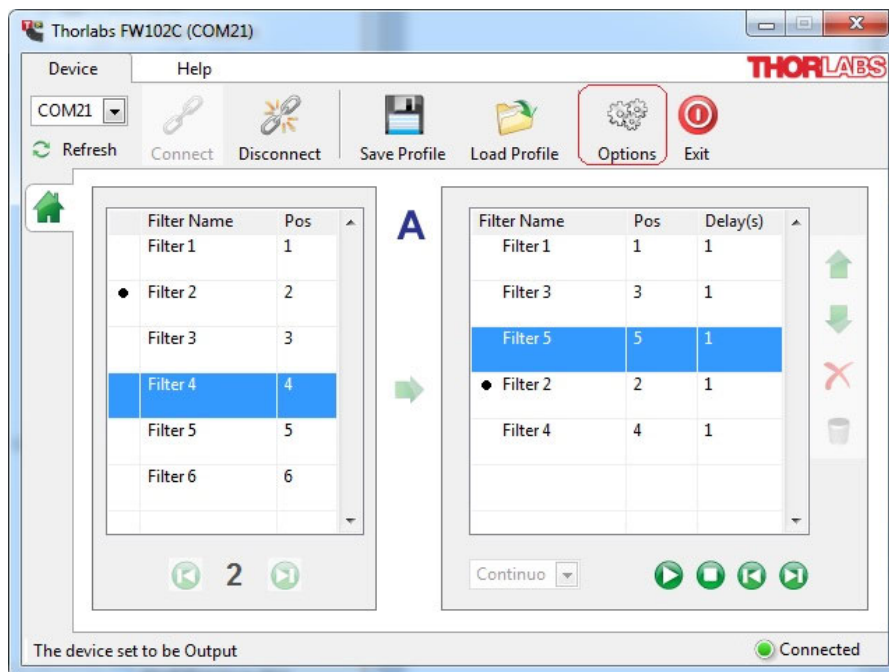 Thorlabs FW102C (COM21)
Device Help THORLABS
COM21
Refresh Connect Disconnect Save Profile Load Profile Options Exit
Filter Name Pos
Filter 1 1
Filter 2 2
Filter 3 3
Filter 4 4
Filter 5 5
Filter 6 6
2
A
Filter Name Pos Delay(s)
Filter 1 1 1
Filter 3 3 1
Filter 5 5 1
Filter 2 2 1
Filter 4 4 1
Continuo
The device set to be Output Connected